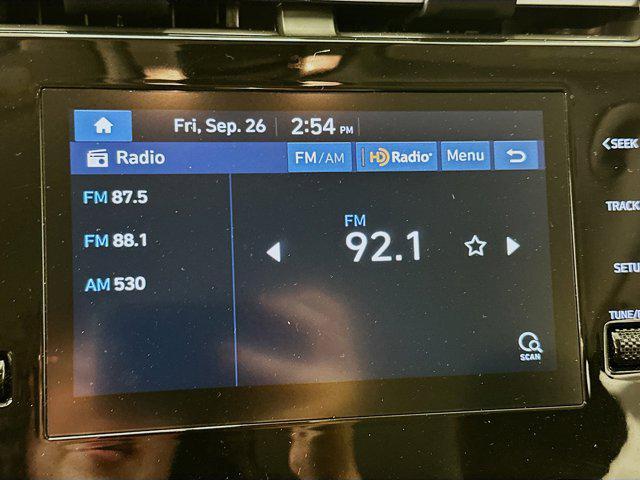 Fri, Sep. 26 2:54 PM
Radio FM/AM HD Radio Menu
FM 87.5
FM 88.1
AM 530
FM
92.1
SCAN
<SEEK
TRACK
SETU
TUNE/